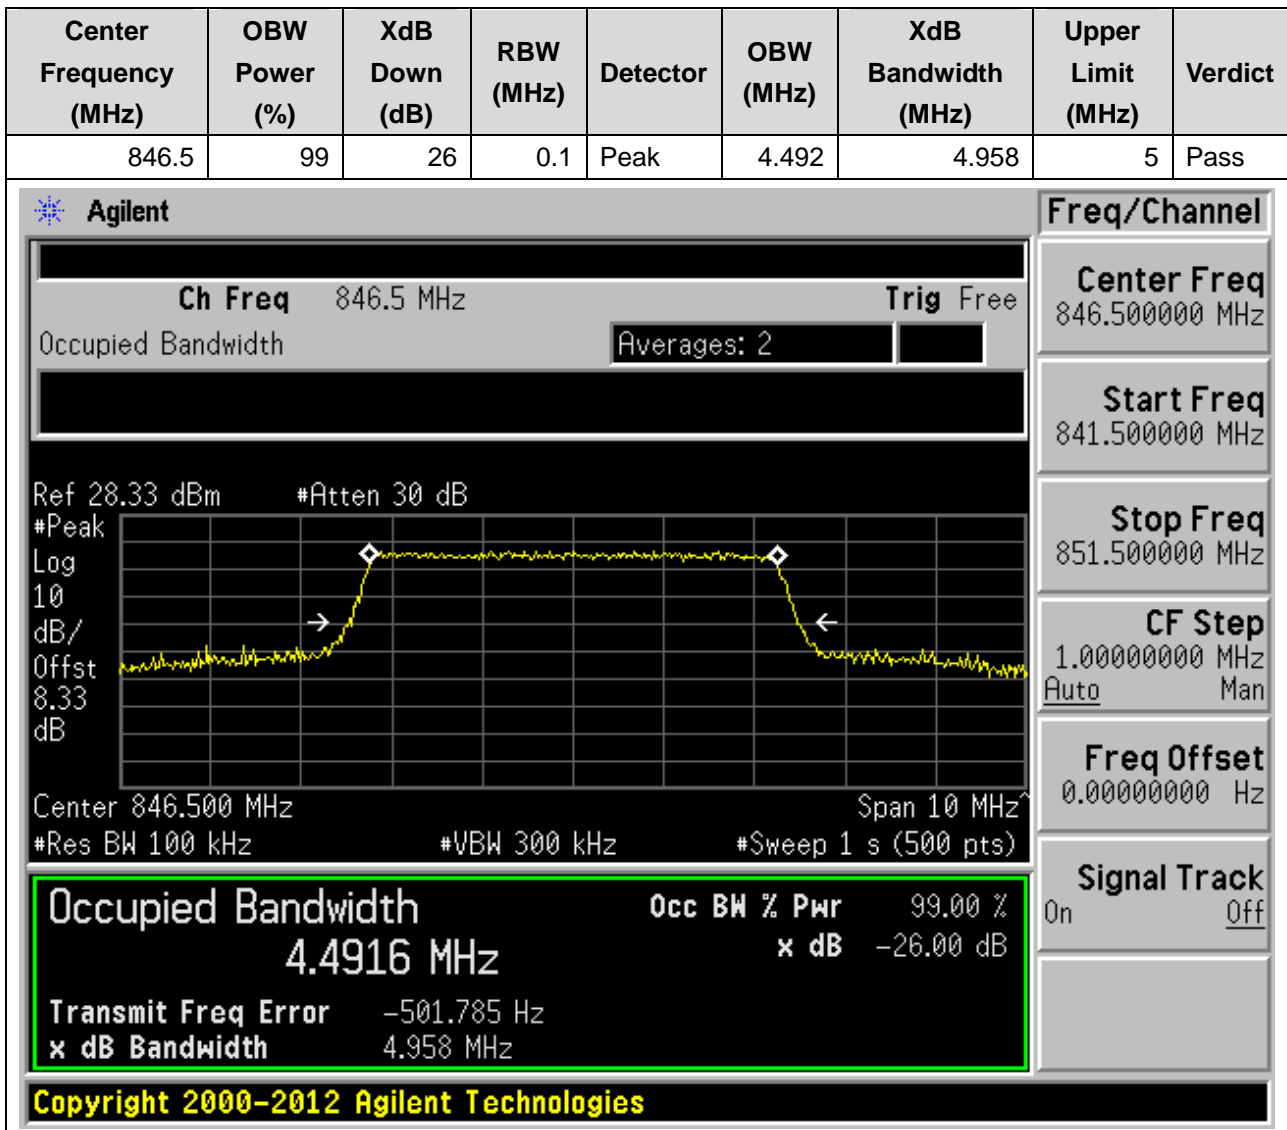 Center Frequency (MHz) OBW Power (%) XdB Down (dB) RBW (MHz) Detector OBW (MHz) XdB Bandwidth (MHz) Upper Limit (MHz) Verdict
846.5 99 26 0.1 Peak 4.492 4.958 5 Pass
Agilent
Ch Freq 846.5 MHz Trig Free
Occupied Bandwidth Averages: 2
Ref 28.33 dBm #Atten 30 dB
#Peak
Log
10
dB/
Offst
8.33
dB
Center 846.500 MHz Span 10 MHz^
#Res BW 100 kHz #VBW 300 kHz #Sweep 1 s (500 pts)
Occupied Bandwidth Occ BW % Pwr 99.00 %
4.4916 MHz x dB -26.00 dB
Transmit Freq Error -501.785 Hz
x dB Bandwidth 4.958 MHz
Copyright 2000-2012 Agilent Technologies
Freq/Channel
Center Freq
846.500000 MHz
Start Freq
841.500000 MHz
Stop Freq
851.500000 MHz
CF Step
1.00000000 MHz
Auto Man
Freq Offset
0.00000000 Hz
Signal Track
On Off